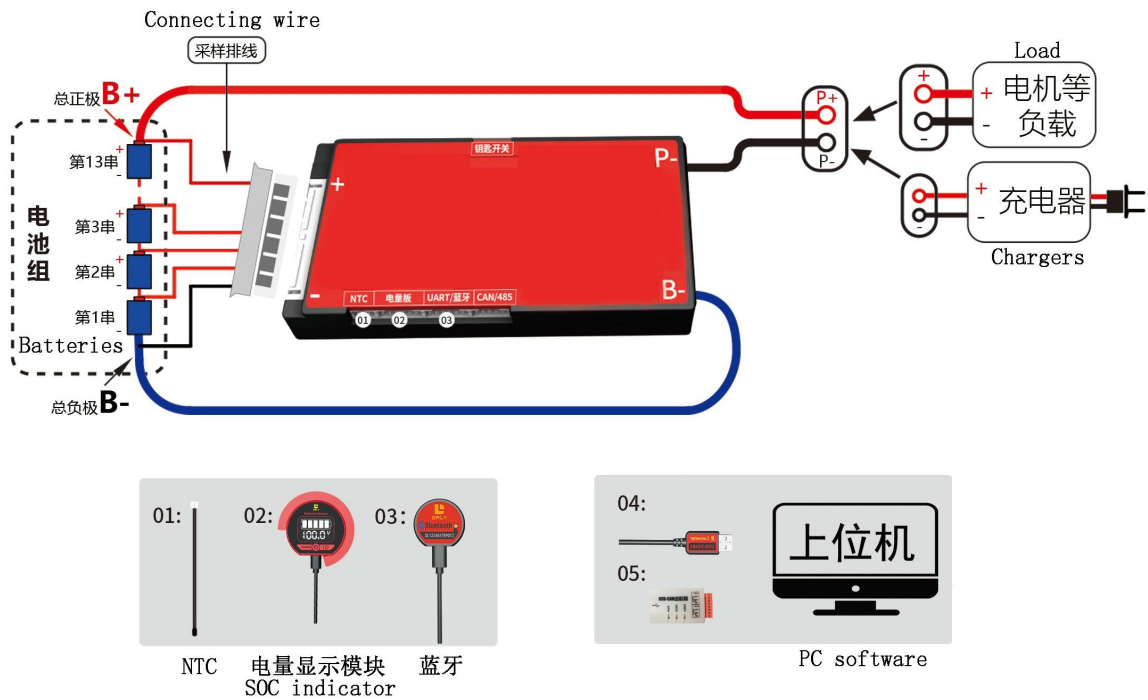 Connecting wire
采样排线
总正极B+
Load
+
-
电机等
负载
+
-
P+
P-
钥匙开关
P-
+
第13串
+
-
电池组
第3串
+
-
第2串
+
-
第1串
-
Batteries
总负极B-
B-
-
NTC 电量板 UART/蓝牙 CAN/485
01 02 03
-
+
-
充电器
Chargers
01:
02:
100.0
03:
DALY
Bluetooth
NTC
电量显示模块
SOC indicator
蓝牙
04:
05:
上位机
PC software